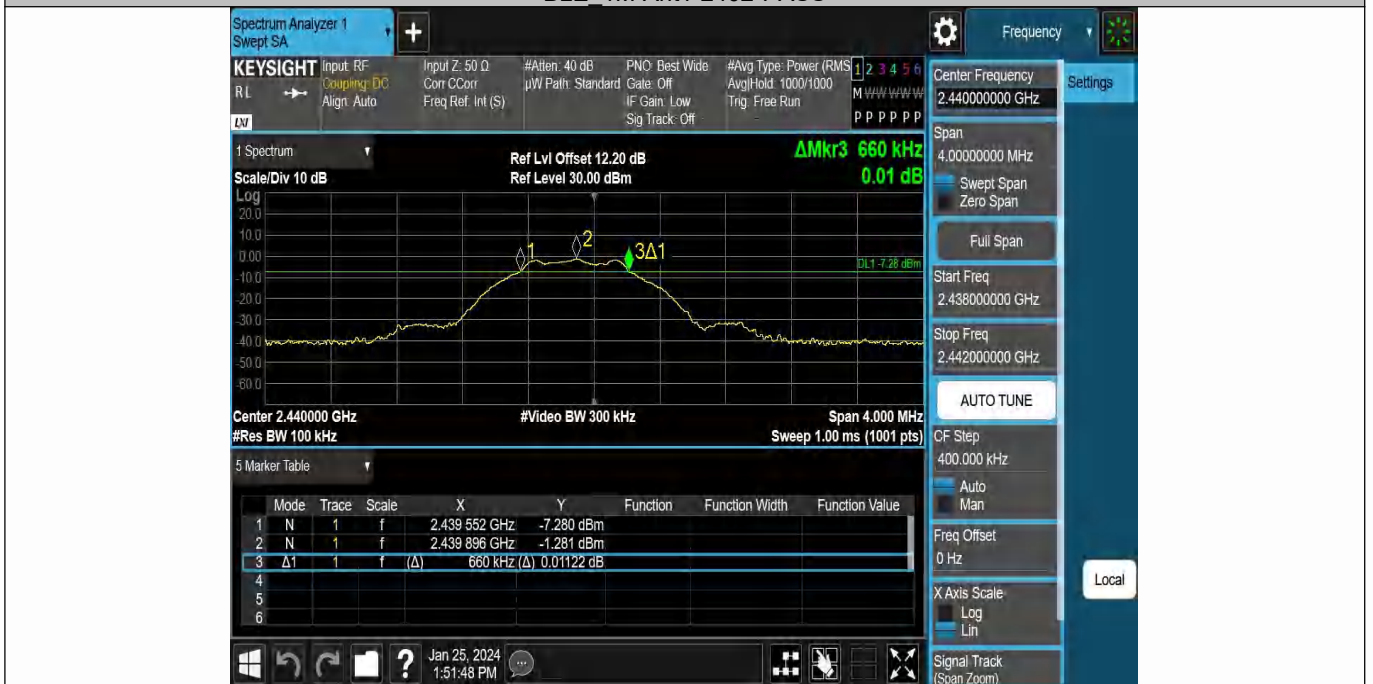 Spectrum Analyzer 1
Swept SA
Frequency
KEYSIGHT
RL
LXI
Input: RF
Coupling: DC
Align: Auto
Input Z: 50 Ω
Corr CCorr
Freq Ref: Int (S)
#Atten: 40 dB
µW Path: Standard
PNO: Best Wide
Gate: Off
IF Gain: Low
Sig Track: Off
#Avg Type: Power (RMS
Avg|Hold: 1000/1000
Trig: Free Run
1 2 3 4 5 6
M W W W W W
P P P P P P
1 Spectrum
Scale/Div 10 dB
Ref Lvl Offset 12.20 dB
Ref Level 30.00 dBm
ΔMkr3 660 kHz
0.01 dB
Log
20.0
10.0
0.00
-10.0
-20.0
-30.0
-40.0
-50.0
-60.0
1
2
3Δ1
DL1 -7.28 dBm
Center 2.440000 GHz
#Res BW 100 kHz
#Video BW 300 kHz
Span 4.000 MHz
Sweep 1.00 ms (1001 pts)
5 Marker Table
Mode Trace Scale X Y Function Function Width Function Value
1 N 1 f 2.439 552 GHz -7.280 dBm
2 N 1 f 2.439 896 GHz -1.281 dBm
3 Δ1 1 f (Δ) 660 kHz (Δ) 0.01122 dB
4
5
6
Jan 25, 2024
1:51:48 PM
Center Frequency
2.440000000 GHz
Settings
Span
4.00000000 MHz
Swept Span
Zero Span
Full Span
Start Freq
2.438000000 GHz
Stop Freq
2.442000000 GHz
AUTO TUNE
CF Step
400.000 kHz
Auto
Man
Freq Offset
0 Hz
X Axis Scale
Log
Lin
Local
Signal Track
(Span Zoom)